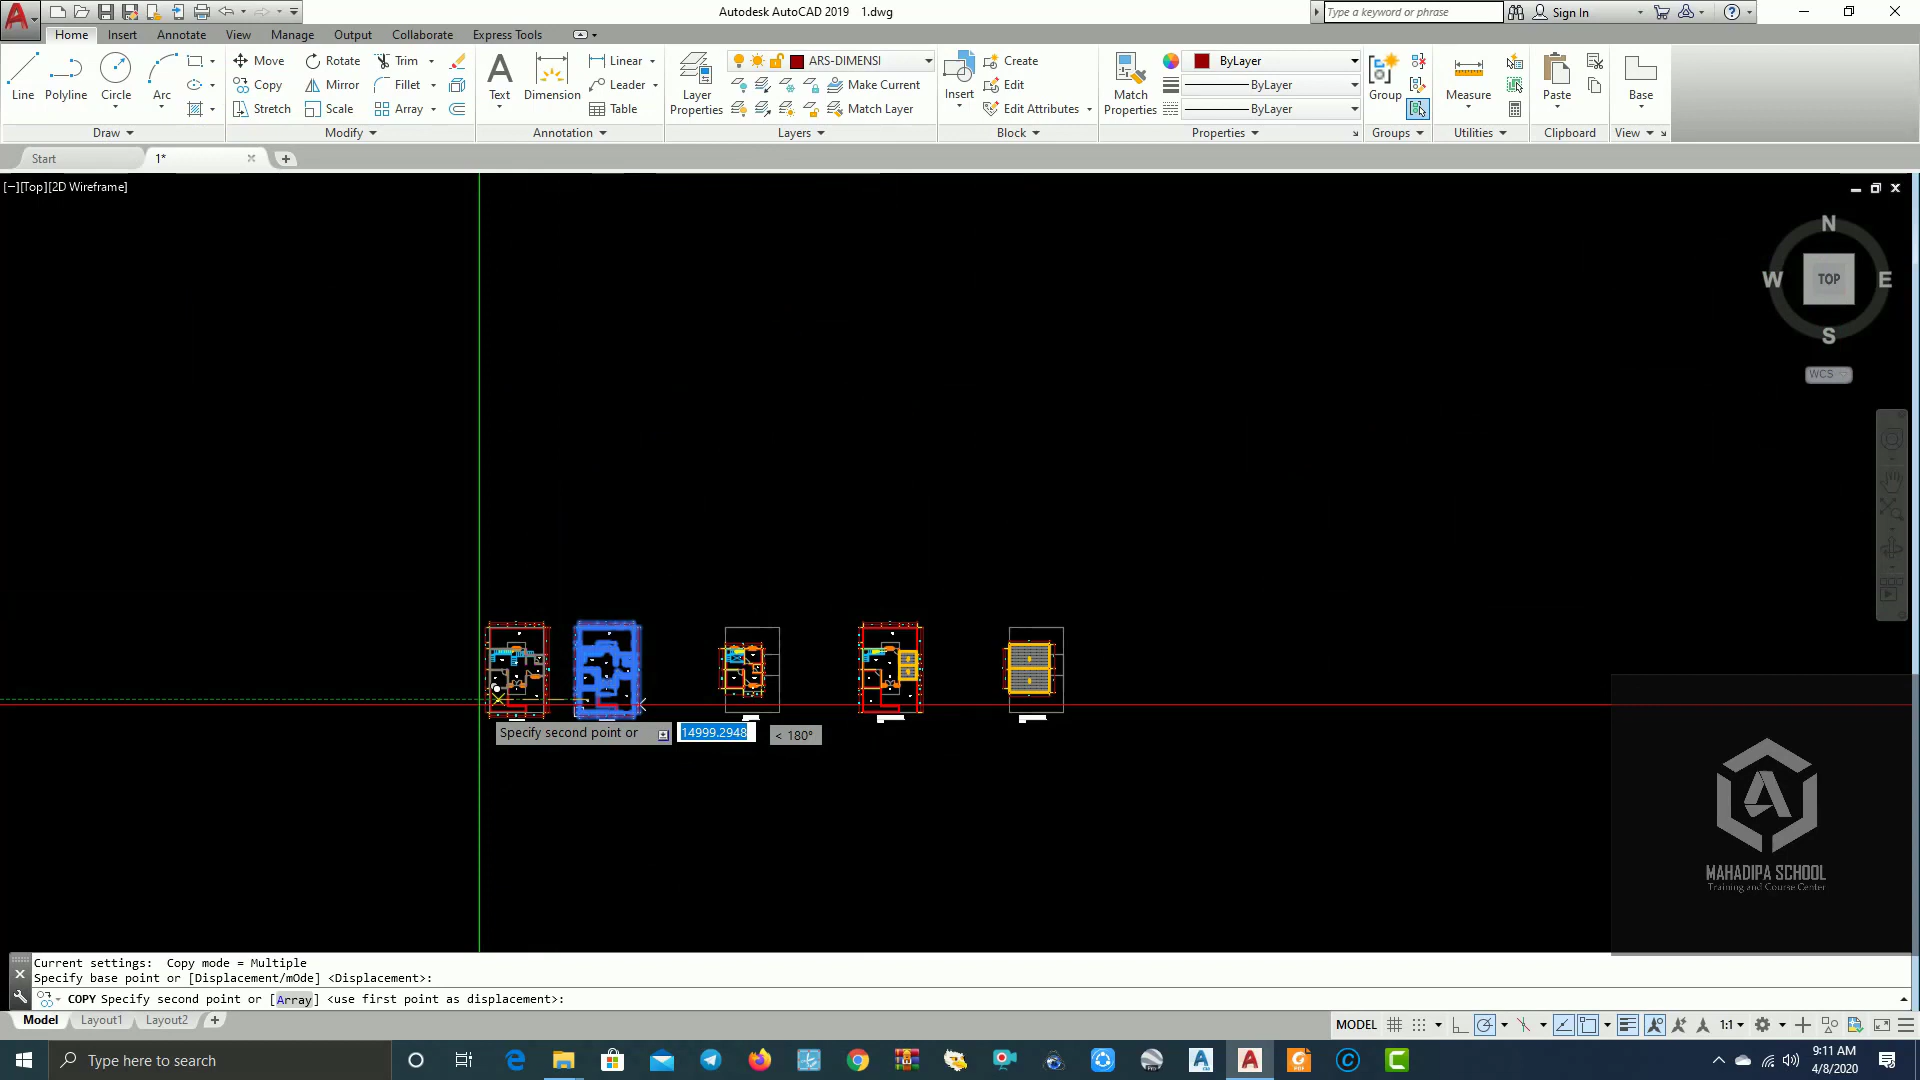 Autodesk AutoCAD 2019 1.dwg
Type a keyword or phrase
Sign In
Home Insert Annotate View Manage Output Collaborate Express Tools
Line Polyline Circle Arc
Move Rotate Trim
Copy Mirror Fillet
Stretch Scale Array
Text Dimension
Linear
Leader
Table
Layer Properties
ARS-DIMENSI
Make Current
Match Layer
Insert
Create
Edit
Edit Attributes
Match Properties
ByLayer
ByLayer
ByLayer
Group
Measure
Paste
Base
Draw Modify Annotation Layers Block Properties Groups Utilities Clipboard View
Start 1*
[−][Top][2D Wireframe]
N
W TOP E
S
WCS
Specify second point or 14999.2948 < 180°
MAHADIPA SCHOOL
Training and Course Center
Current settings: Copy mode = Multiple
Specify base point or [Displacement/mOde] <Displacement>:
COPY Specify second point or [Array] <use first point as displacement>:
Model Layout1 Layout2
MODEL 1:1
Type here to search
9:11 AM
4/8/2020